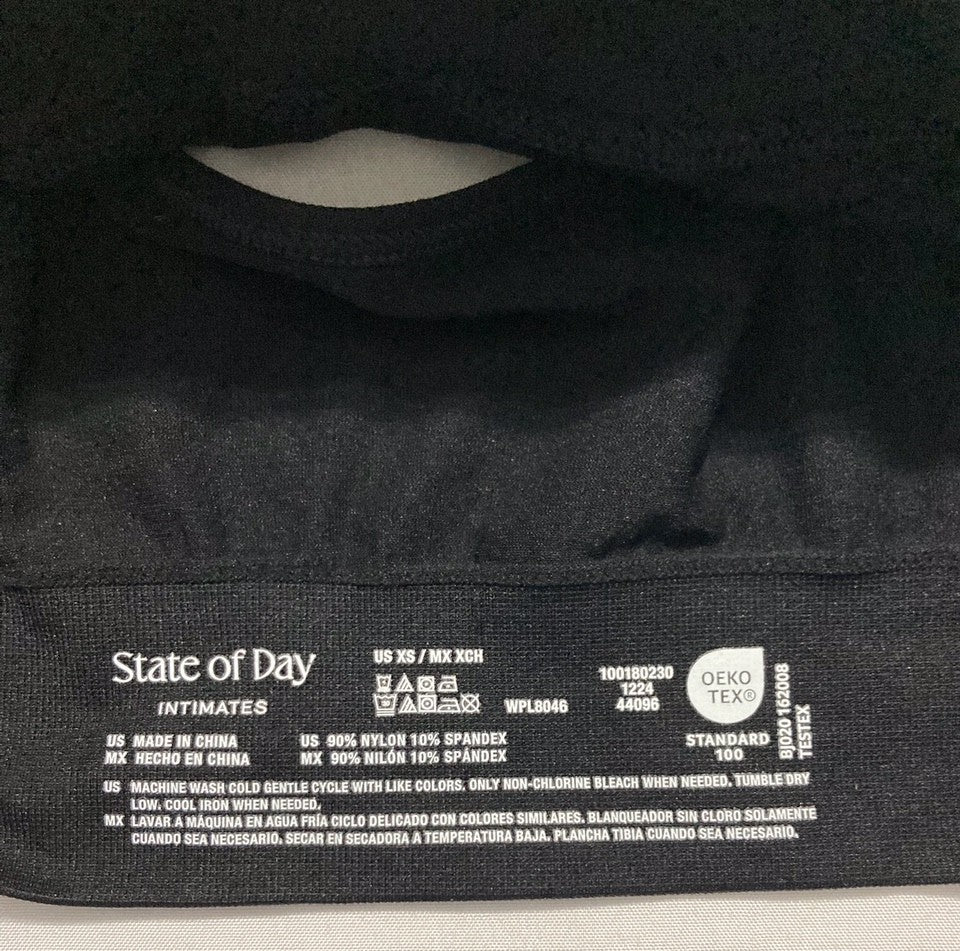 State of Day
INTIMATES
US XS / MX XCH
WPL8046
100180230
1224
44096
OEKO
TEX®
STANDARD
100
BJ020 162008
TESTEX
US MADE IN CHINA
MX HECHO EN CHINA
US 90% NYLON 10% SPANDEX
MX 90% NILÓN 10% SPÁNDEX
US MACHINE WASH COLD GENTLE CYCLE WITH LIKE COLORS. ONLY NON-CHLORINE BLEACH WHEN NEEDED. TUMBLE DRY
LOW. COOL IRON WHEN NEEDED.
MX LAVAR A MÁQUINA EN AGUA FRÍA CICLO DELICADO CON COLORES SIMILARES. BLANQUEADOR SIN CLORO SOLAMENTE
CUANDO SEA NECESARIO. SECAR EN SECADORA A TEMPERATURA BAJA. PLANCHA TIBIA CUANDO SEA NECESARIO.